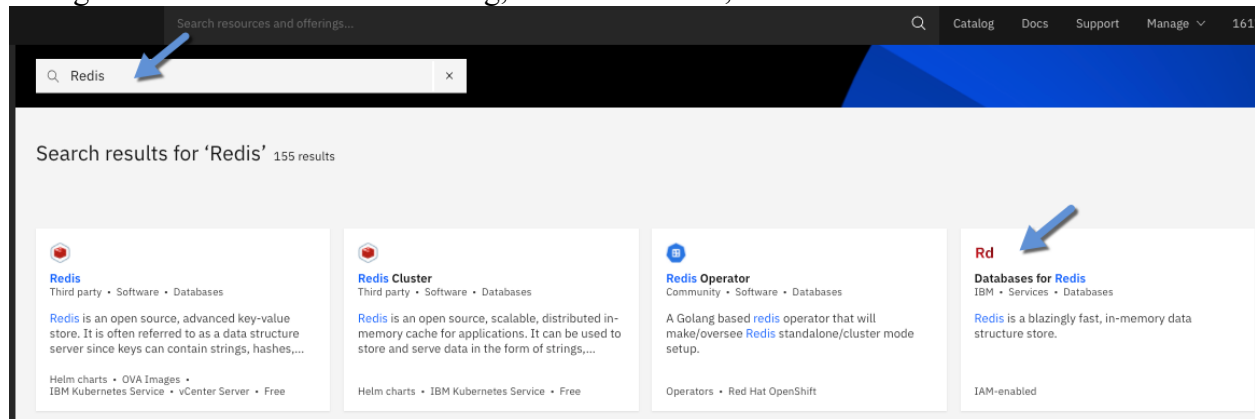 Search resources and offerings...
Catalog Docs Support Manage 161
Redis
Search results for ‘Redis’ 155 results
Redis
Third party • Software • Databases
Redis is an open source, advanced key-value
store. It is often referred to as a data structure
server since keys can contain strings, hashes,...
Helm charts • OVA Images •
IBM Kubernetes Service • vCenter Server • Free
Redis Cluster
Third party • Software • Databases
Redis is an open source, scalable, distributed in-
memory cache for applications. It can be used to
store and serve data in the form of strings,...
Helm charts • IBM Kubernetes Service • Free
Redis Operator
Community • Software • Databases
A Golang based redis operator that will
make/oversee Redis standalone/cluster mode
setup.
Operators • Red Hat OpenShift
Rd
Databases for Redis
IBM • Services • Databases
Redis is a blazingly fast, in-memory data
structure store.
IAM-enabled